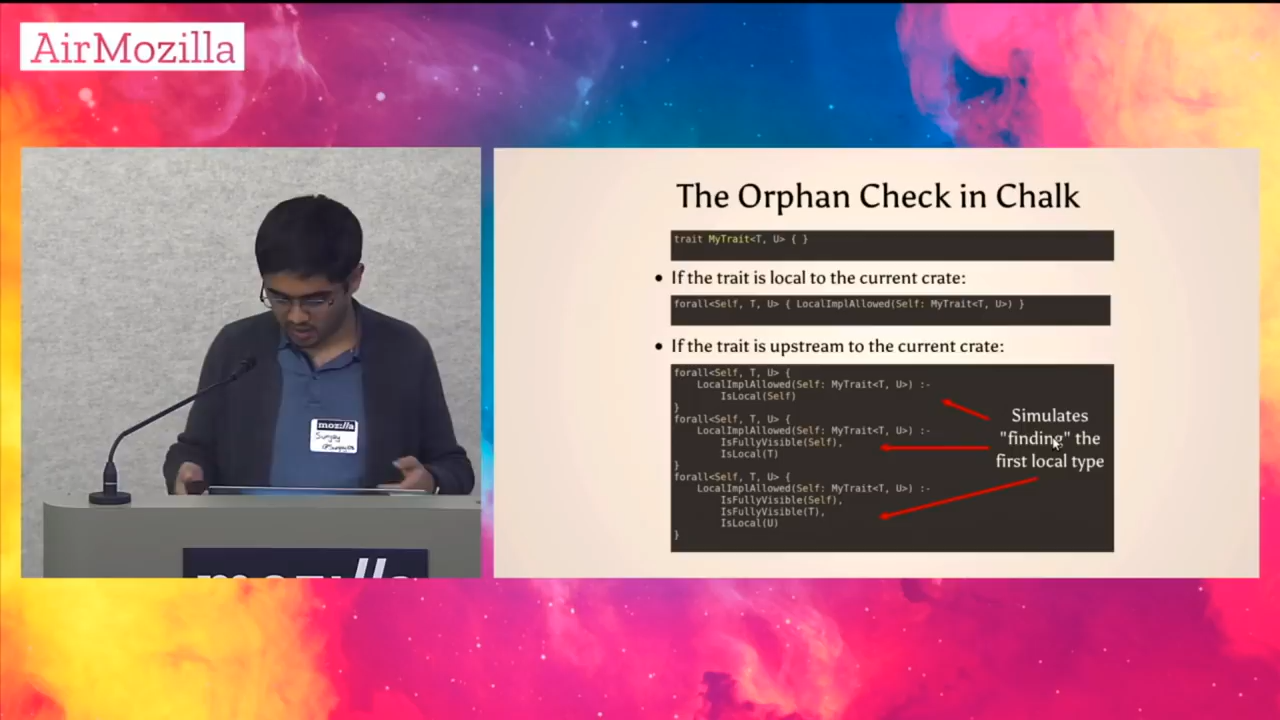 AirMozilla
The Orphan Check in Chalk
trait MyTrait<T, U> { }
• If the trait is local to the current crate:
forall<Self, T, U> { LocalImplAllowed(Self: MyTrait<T, U>) }
• If the trait is upstream to the current crate:
forall<Self, T, U> {
LocalImplAllowed(Self: MyTrait<T, U>) :-
IsLocal(Self)
}
forall<Self, T, U> {
LocalImplAllowed(Self: MyTrait<T, U>) :-
IsFullyVisible(Self),
IsLocal(T)
}
forall<Self, T, U> {
LocalImplAllowed(Self: MyTrait<T, U>) :-
IsFullyVisible(Self),
IsFullyVisible(T),
IsLocal(U)
}
Simulates
"finding" the
first local type
moz://a
Sunjay
moz://a